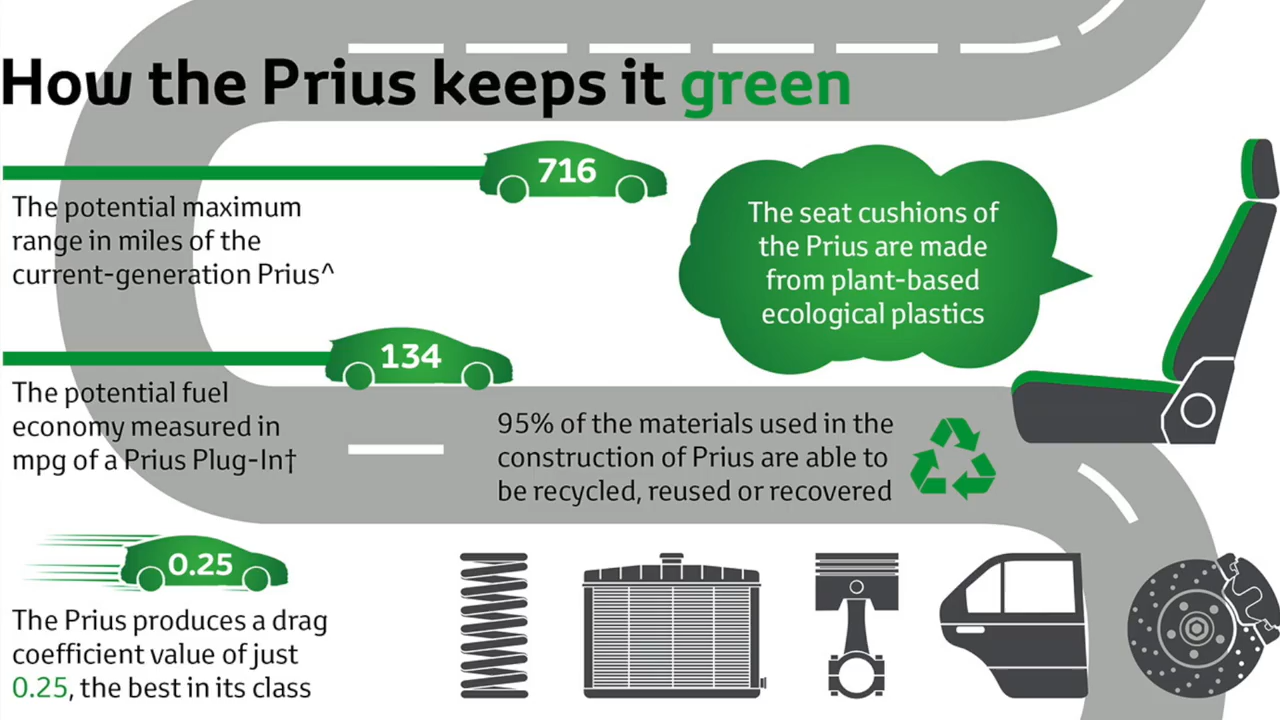 How the Prius keeps it green
716
The potential maximum
range in miles of the
current-generation Prius^
The seat cushions of
the Prius are made
from plant-based
ecological plastics
134
The potential fuel
economy measured in
mpg of a Prius Plug-In†
95% of the materials used in the
construction of Prius are able to
be recycled, reused or recovered
0.25
The Prius produces a drag
coefficient value of just
0.25, the best in its class